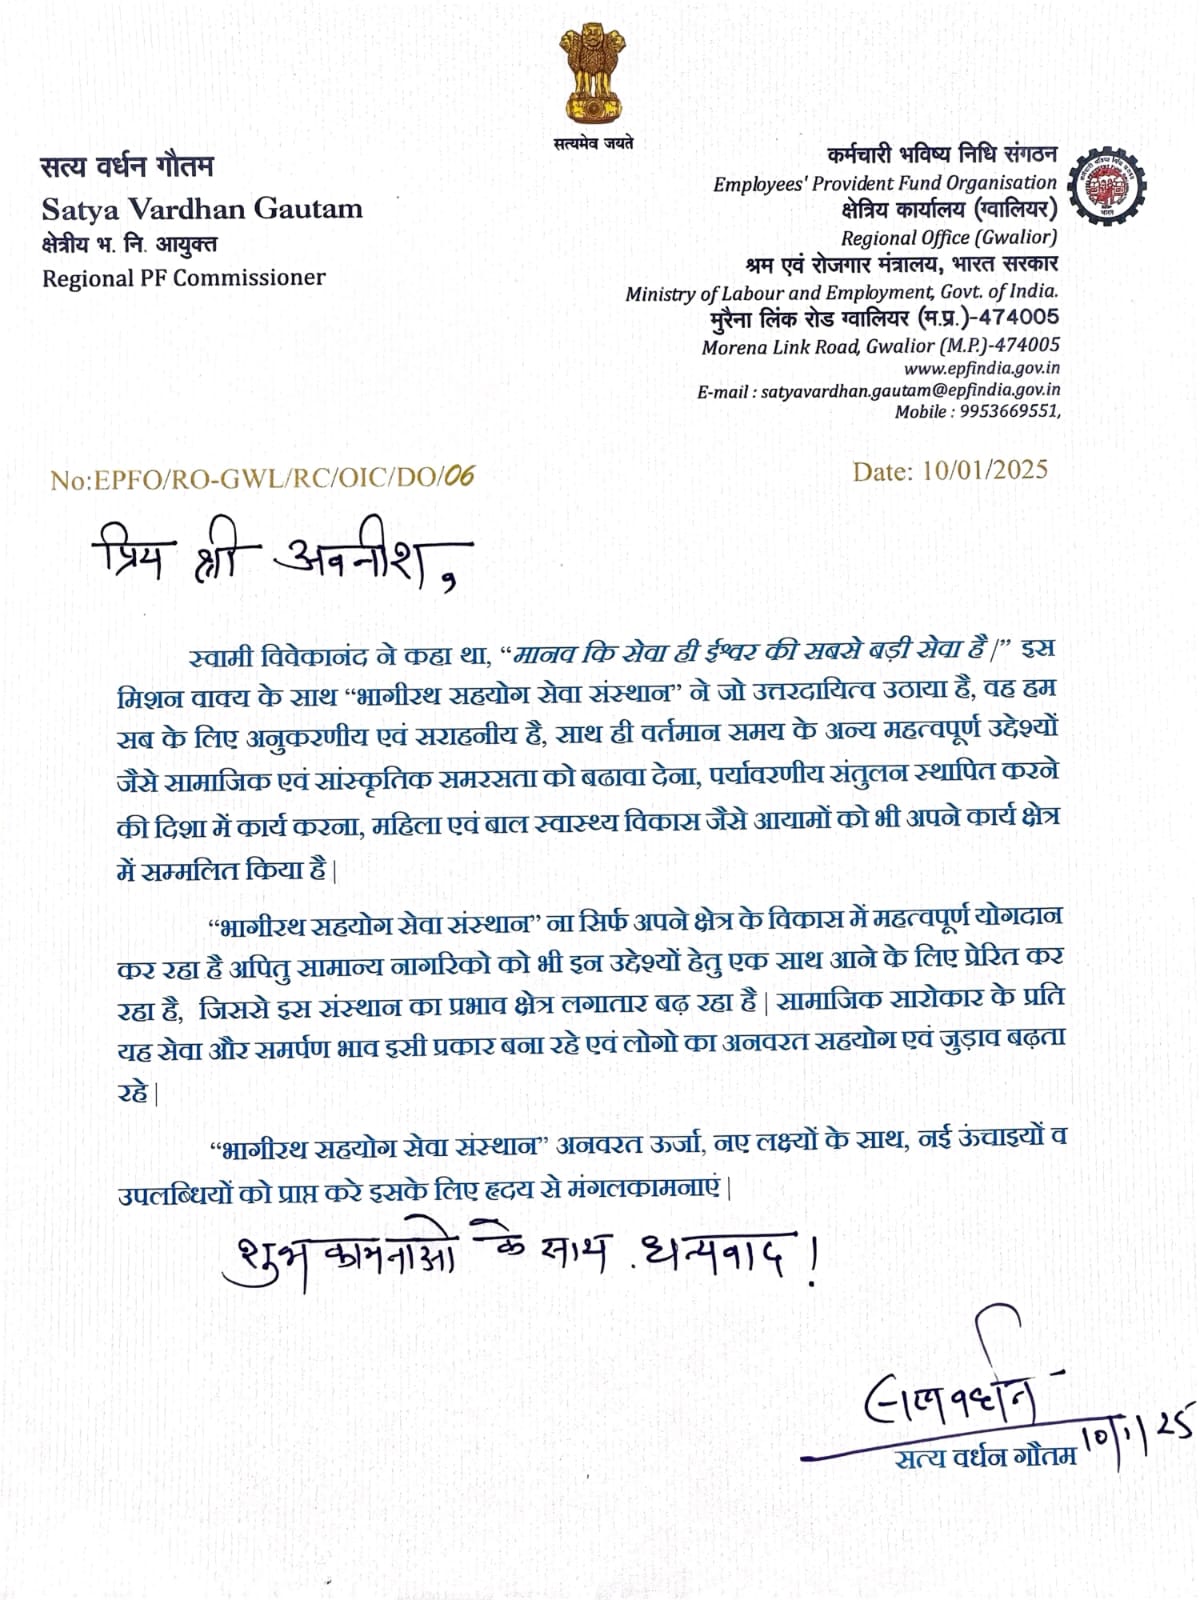 सत्यमेव जयते
सत्य वर्धन गौतम
Satya Vardhan Gautam
क्षेत्रीय भ. नि. आयुक्त
Regional PF Commissioner
कर्मचारी भविष्य निधि संगठन
Employees' Provident Fund Organisation
क्षेत्रिय कार्यालय (ग्वालियर)
Regional Office (Gwalior)
श्रम एवं रोजगार मंत्रालय, भारत सरकार
Ministry of Labour and Employment, Govt. of India.
मुरैना लिंक रोड ग्वालियर (म.प्र.)-474005
Morena Link Road, Gwalior (M.P.)-474005
www.epfindia.gov.in
E-mail : satyavardhan.gautam@epfindia.gov.in
Mobile : 9953669551,
No:EPFO/RO-GWL/RC/OIC/DO/06
Date: 10/01/2025
प्रिय श्री अवनीश,
स्वामी विवेकानंद ने कहा था, “मानव कि सेवा ही ईश्वर की सबसे बड़ी सेवा है|” इस
मिशन वाक्य के साथ “भागीरथ सहयोग सेवा संस्थान” ने जो उत्तरदायित्व उठाया है, वह हम
सब के लिए अनुकरणीय एवं सराहनीय है, साथ ही वर्तमान समय के अन्य महत्वपूर्ण उद्देश्यों
जैसे सामाजिक एवं सांस्कृतिक समरसता को बढावा देना, पर्यावरणीय संतुलन स्थापित करने
की दिशा में कार्य करना, महिला एवं बाल स्वास्थ्य विकास जैसे आयामों को भी अपने कार्य क्षेत्र
में सम्मलित किया है|
“भागीरथ सहयोग सेवा संस्थान” ना सिर्फ अपने क्षेत्र के विकास में महत्वपूर्ण योगदान
कर रहा है अपितु सामान्य नागरिको को भी इन उद्देश्यों हेतु एक साथ आने के लिए प्रेरित कर
रहा है, जिससे इस संस्थान का प्रभाव क्षेत्र लगातार बढ़ रहा है| सामाजिक सारोकार के प्रति
यह सेवा और समर्पण भाव इसी प्रकार बना रहे एवं लोगो का अनवरत सहयोग एवं जुड़ाव बढ़ता
रहे|
“भागीरथ सहयोग सेवा संस्थान” अनवरत ऊर्जा, नए लक्ष्यों के साथ, नई ऊंचाइयों व
उपलब्धियों को प्राप्त करे इसके लिए हृदय से मंगलकामनाएं|
शुभकामनाओ के साथ . धन्यवाद !
सत्य वर्धन गौतम 10/1/25